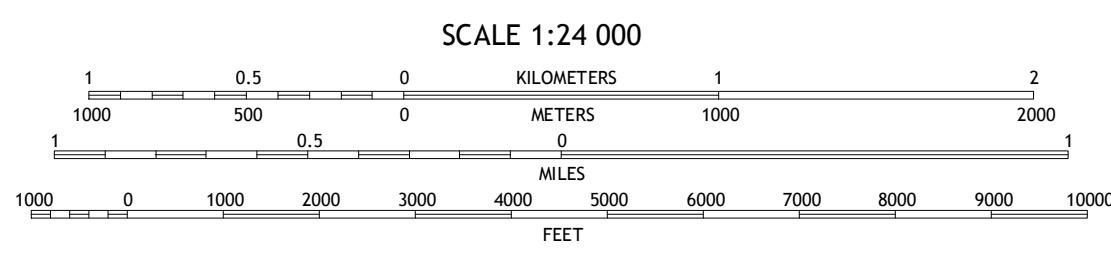 SCALE 1:24 000
1 0.5 0 KILOMETERS 1 2
1000 500 0 METERS 1000 2000
1 0.5 0 1
MILES
1000 0 1000 2000 3000 4000 5000 6000 7000 8000 9000 10000
FEET